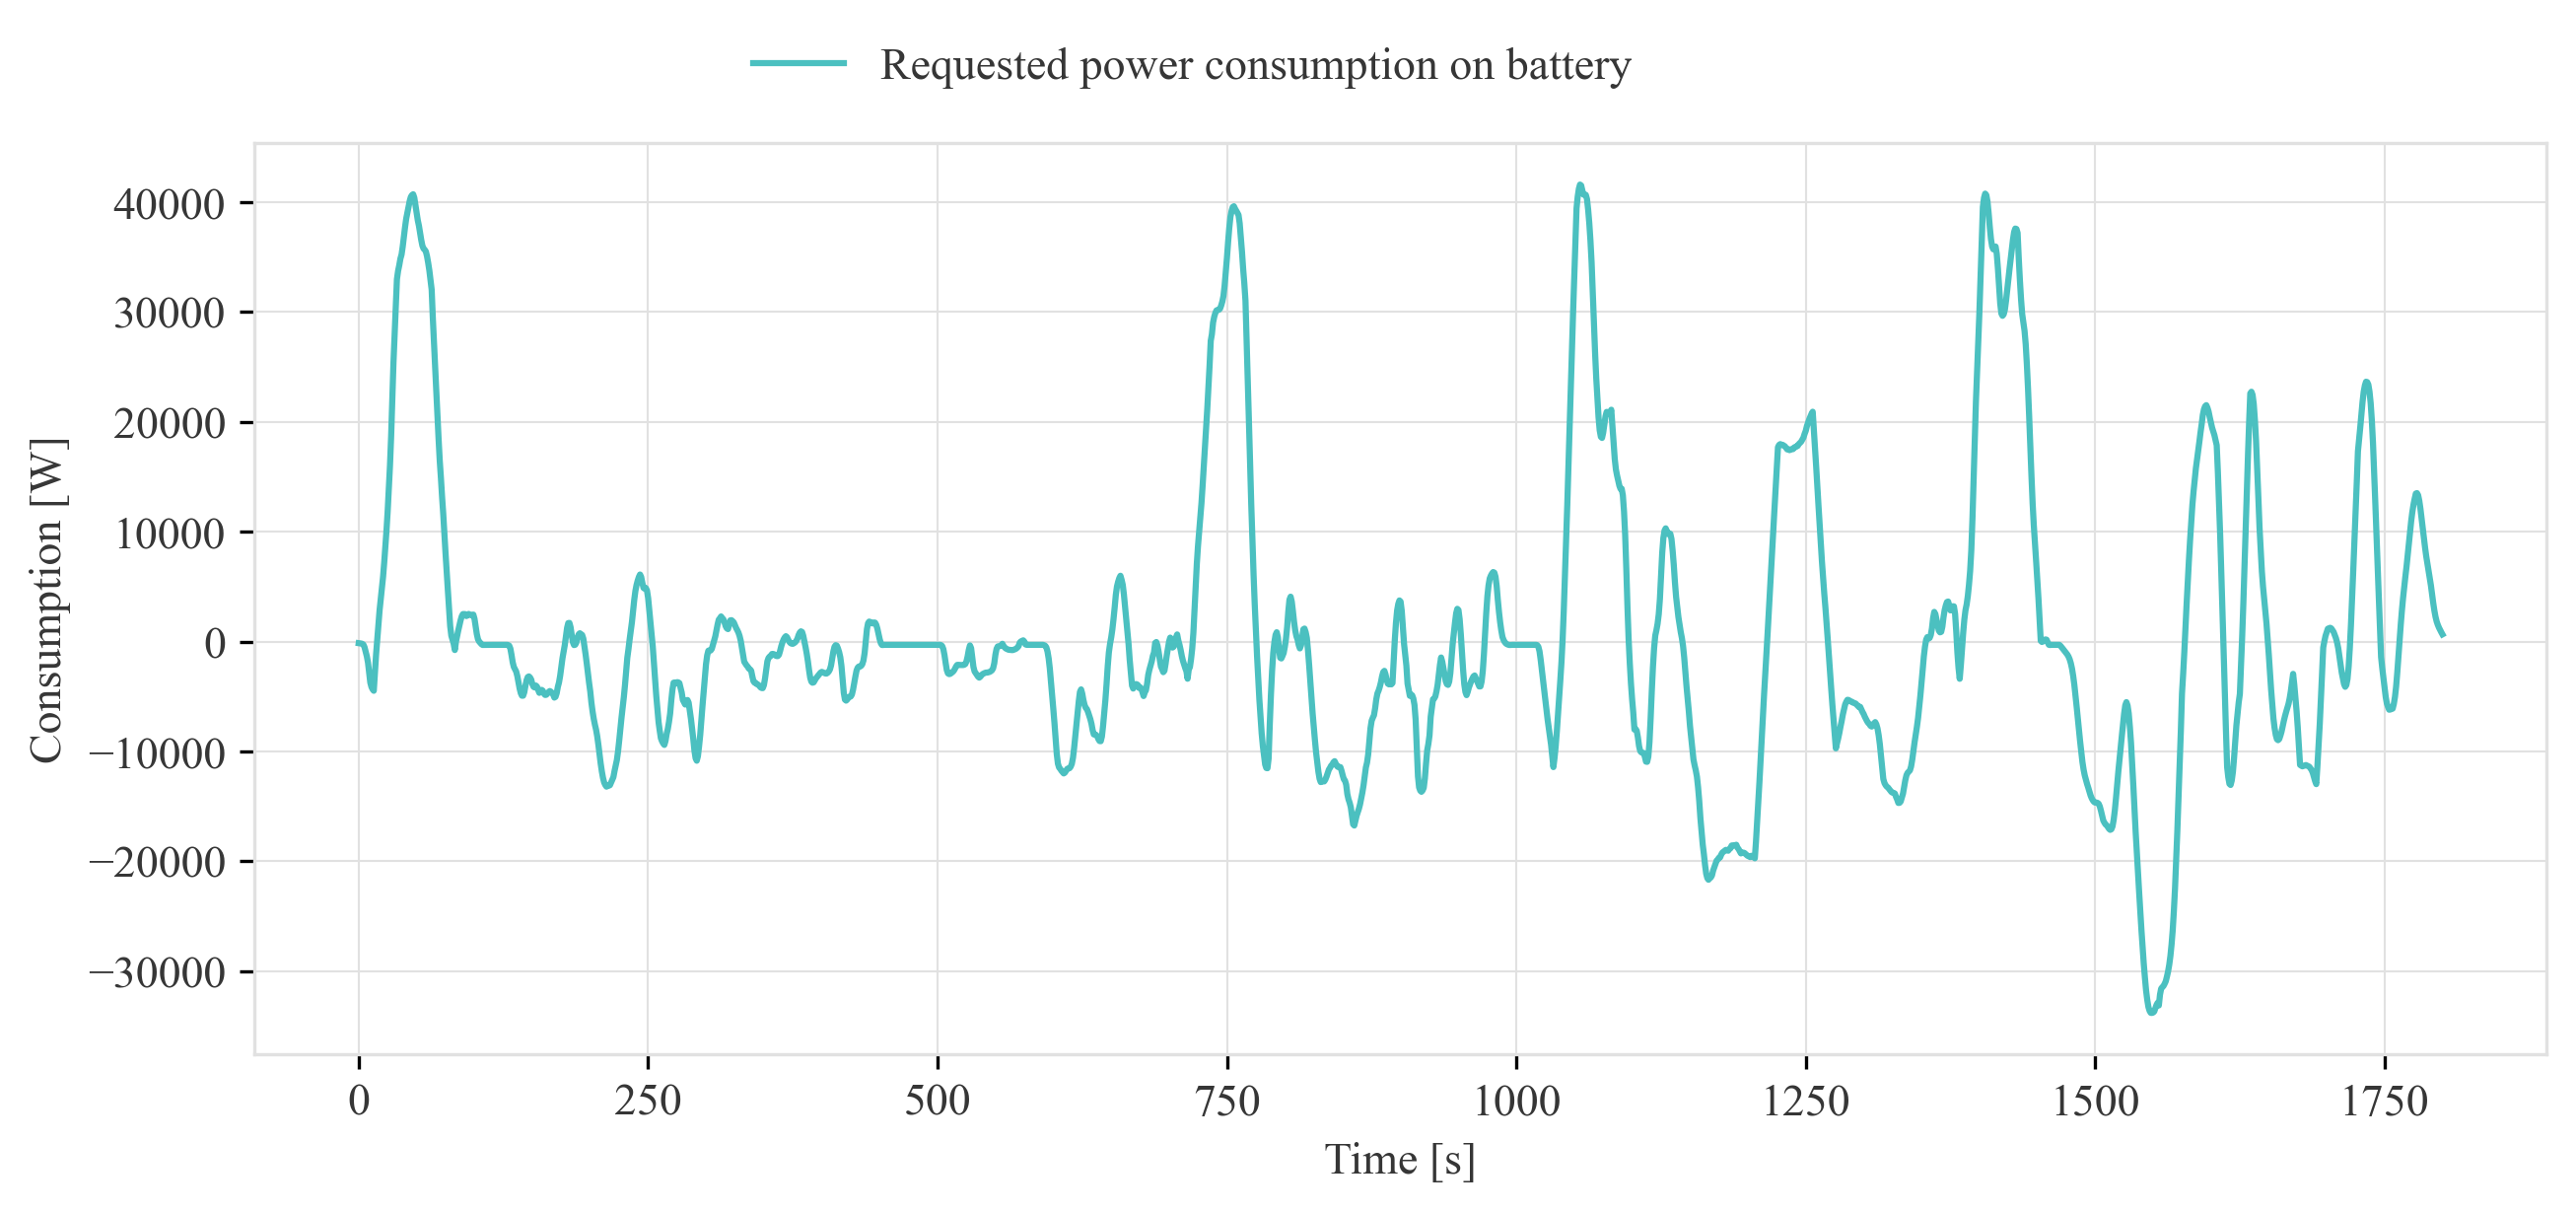 Requested power consumption on battery
Consumption [W]
40000
30000
20000
10000
0
−10000
−20000
−30000
0 250 500 750 1000 1250 1500 1750
Time [s]